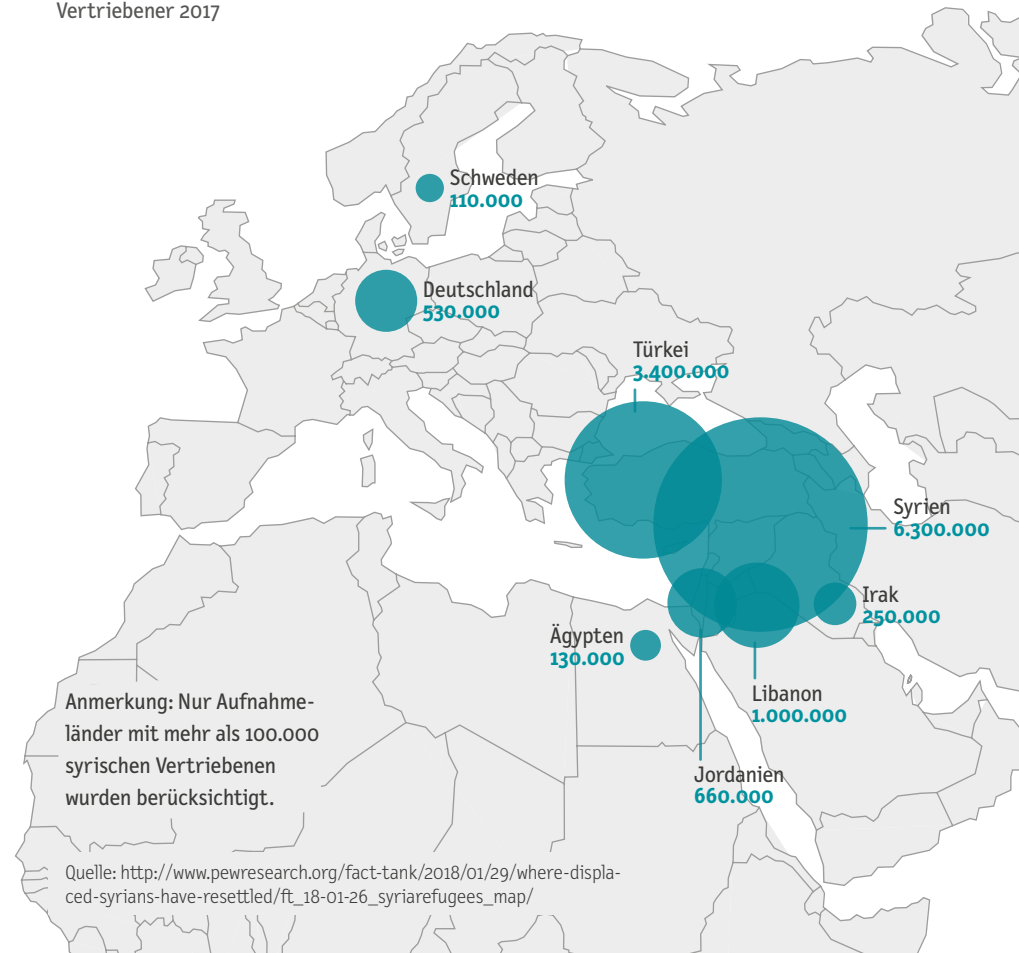 Vertriebener 2017
Schweden
110.000
Deutschland
530.000
Türkei
3.400.000
Syrien
6.300.000
Irak
250.000
Ägypten
130.000
Libanon
1.000.000
Jordanien
660.000
Anmerkung: Nur Aufnahme-
länder mit mehr als 100.000
syrischen Vertriebenen
wurden berücksichtigt.
Quelle: http://www.pewresearch.org/fact-tank/2018/01/29/where-displa-
ced-syrians-have-resettled/ft_18-01-26_syriarefugees_map/